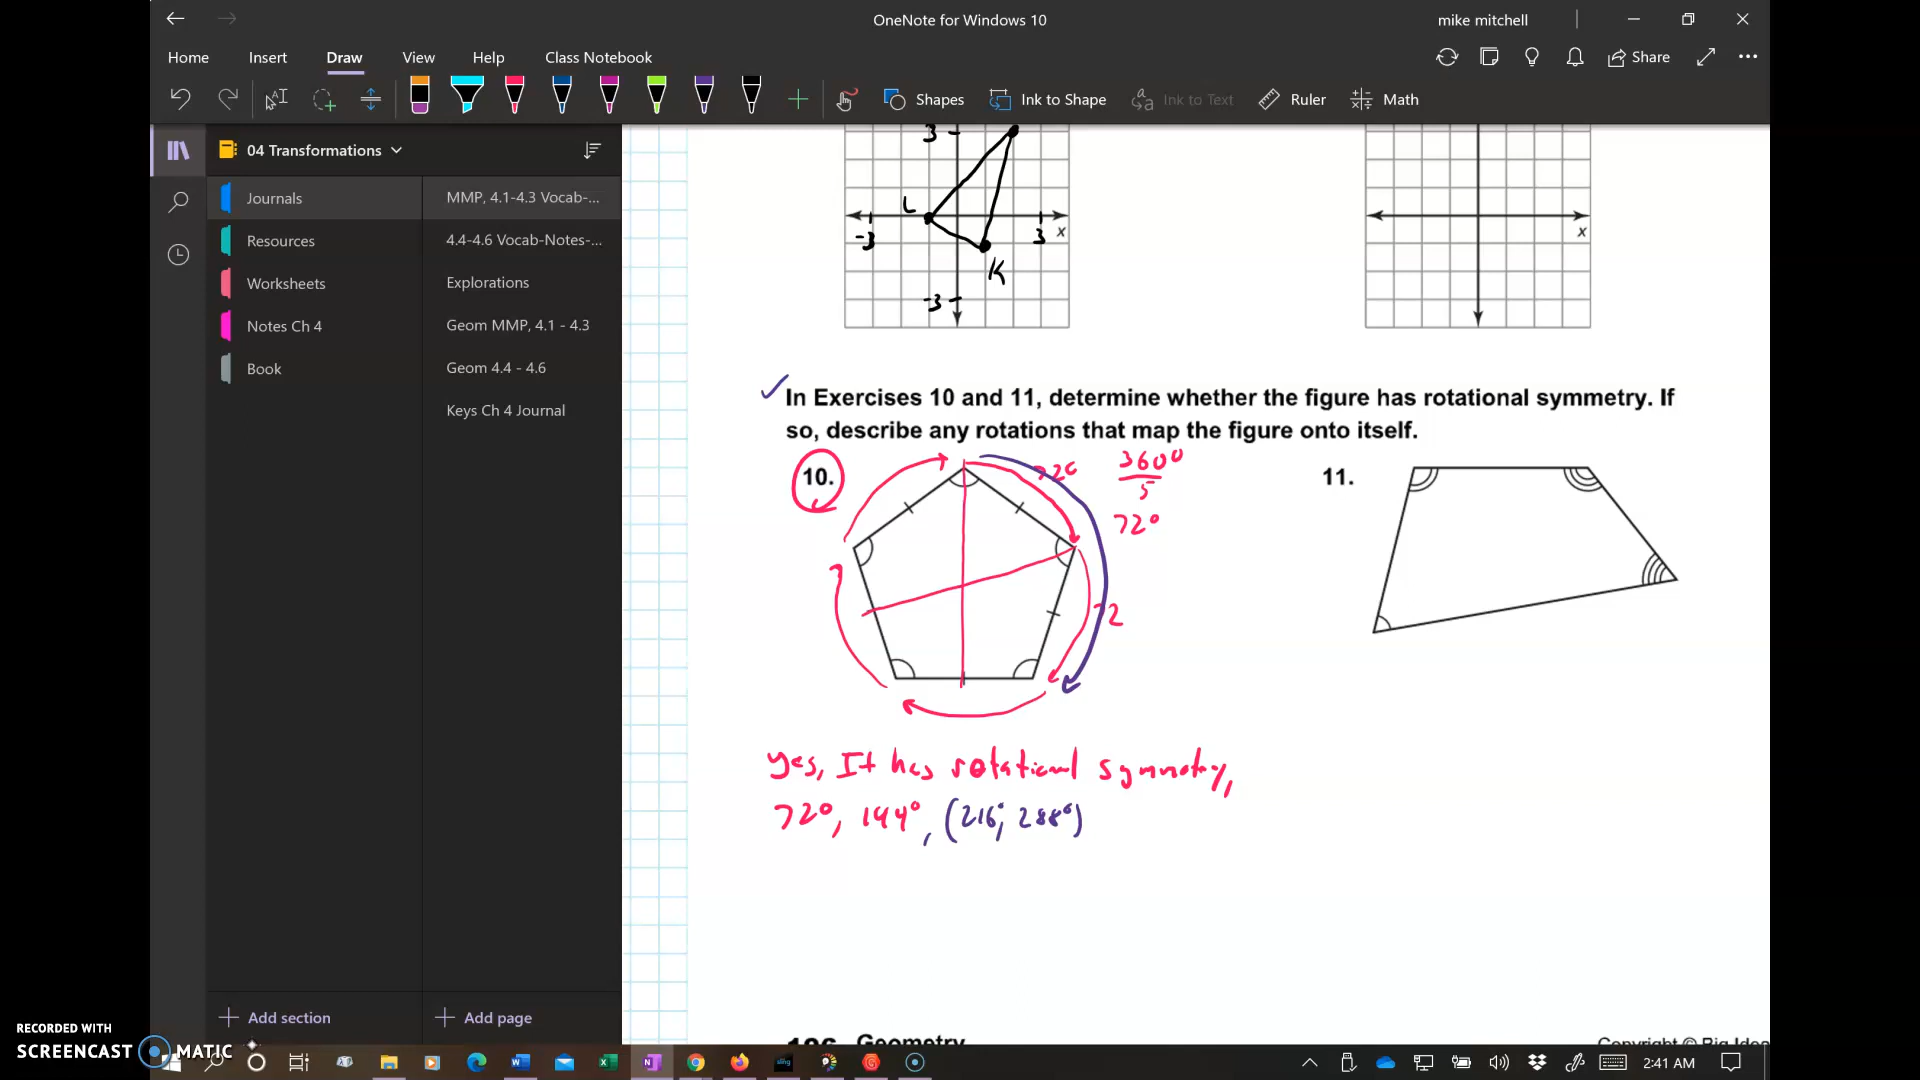 OneNote for Windows 10
mike mitchell
Home Insert Draw View Help Class Notebook
Share
Shapes Ink to Shape Ink to Text Ruler Math
04 Transformations
Journals
Resources
Worksheets
Notes Ch 4
Book
MMP, 4.1-4.3 Vocab-...
4.4-4.6 Vocab-Notes-...
Explorations
Geom MMP, 4.1 - 4.3
Geom 4.4 - 4.6
Keys Ch 4 Journal
Add section
Add page
3
L
-3
3
x
K
-3
x
In Exercises 10 and 11, determine whether the figure has rotational symmetry. If
so, describe any rotations that map the figure onto itself.
10.
72°
360°
5
72°
72
11.
Yes, It has rotational symmetry,
72°, 144°, (216°, 288°)
Geometry
RECORDED WITH
SCREENCAST MATIC
2:41 AM